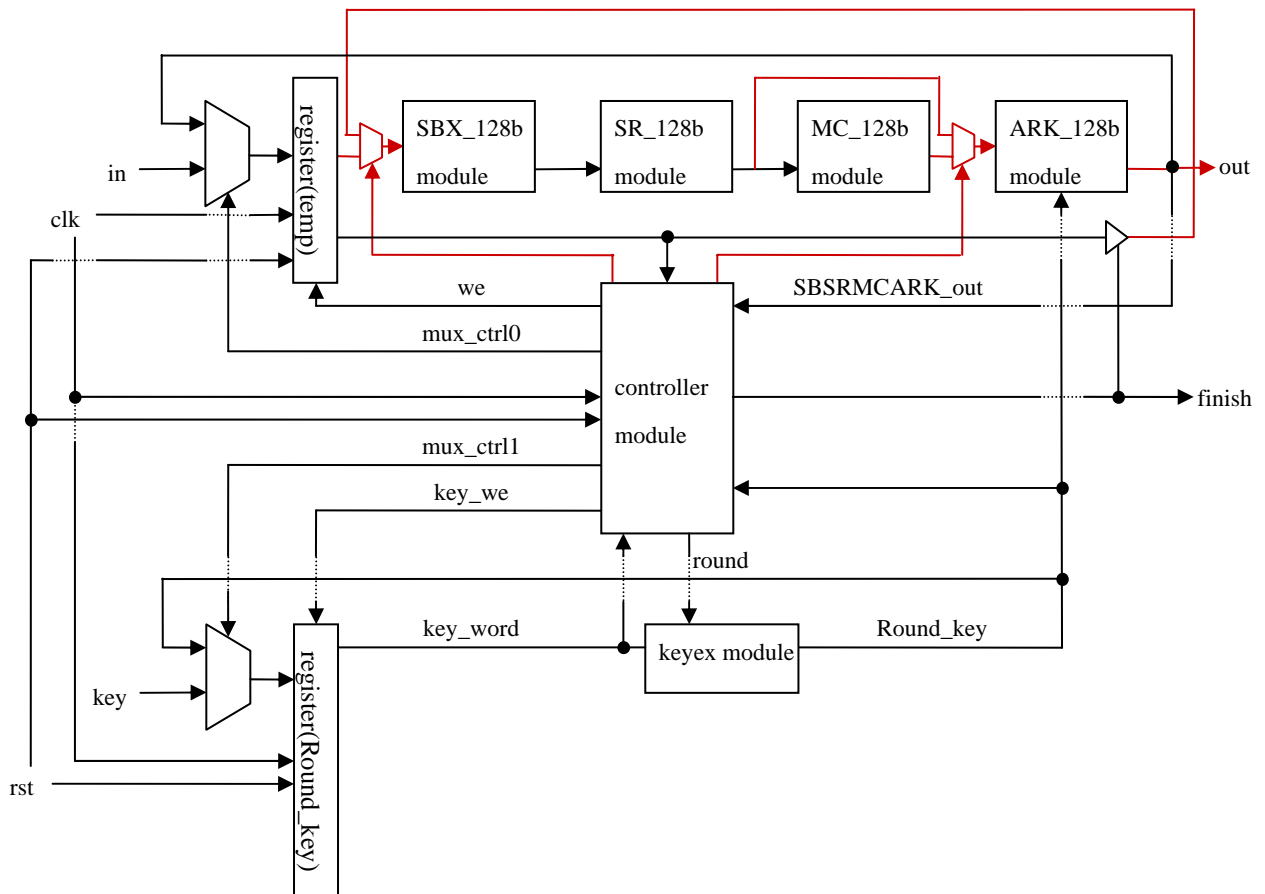 SBX_128b
module
SR_128b
module
MC_128b
module
ARK_128b
module
register(temp)
in
out
clk
we
SBSRMCARK_out
mux_ctrl0
controller
module
finish
mux_ctrl1
key_we
round
key_word
keyex module
Round_key
register(Round_key)
key
rst